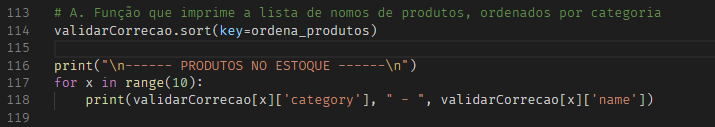 113 # A. Função que imprime a lista de nomos de produtos, ordenados por categoria
114 validarCorrecao.sort(key=ordena_produtos)
115
116 print("\n------ PRODUTOS NO ESTOQUE ------\n")
117 for x in range(10):
118     print(validarCorrecao[x]['category'], " - ", validarCorrecao[x]['name'])
119